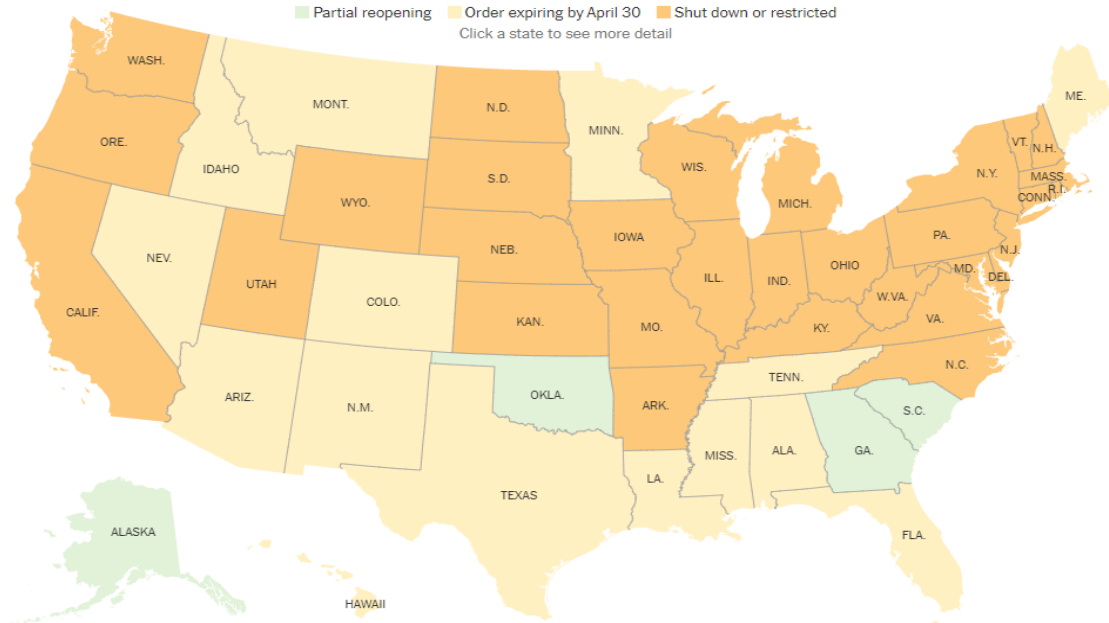 Partial reopening Order expiring by April 30 Shut down or restricted
Click a state to see more detail
WASH.
MONT.
N.D.
MINN.
ME.
ORE.
IDAHO
VT.
N.H.
WIS.
N.Y.
MASS.
S.D.
R.I.
CONN.
WYO.
MICH.
IOWA
PA.
NEB.
N.J.
NEV.
UTAH
ILL.
IND.
OHIO
MD.
DEL.
COLO.
W.VA.
CALIF.
KAN.
MO.
KY.
VA.
N.C.
TENN.
ARIZ.
N.M.
OKLA.
ARK.
S.C.
GA.
ALA.
MISS.
LA.
TEXAS
ALASKA
FLA.
HAWAII